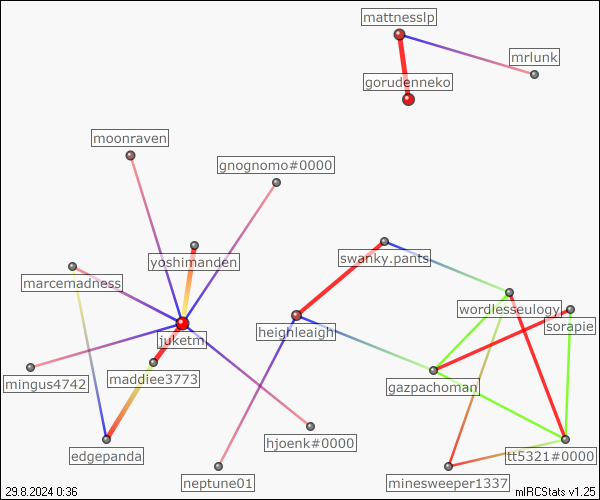 mattnesslp
mrlunk
gorudenneko
moonraven
gnognomo#0000
yoshimanden
swanky.pants
marcemadness
wordlesseulogy
sorapie
heighleaigh
juketmi
maddiee3773
mingus4742
gazpachoman
hjoenk#0000
edgepanda
tt5321#0000
neptune01
minesweeper1337
29.8.2024 0:36
mIRCStats v1.25